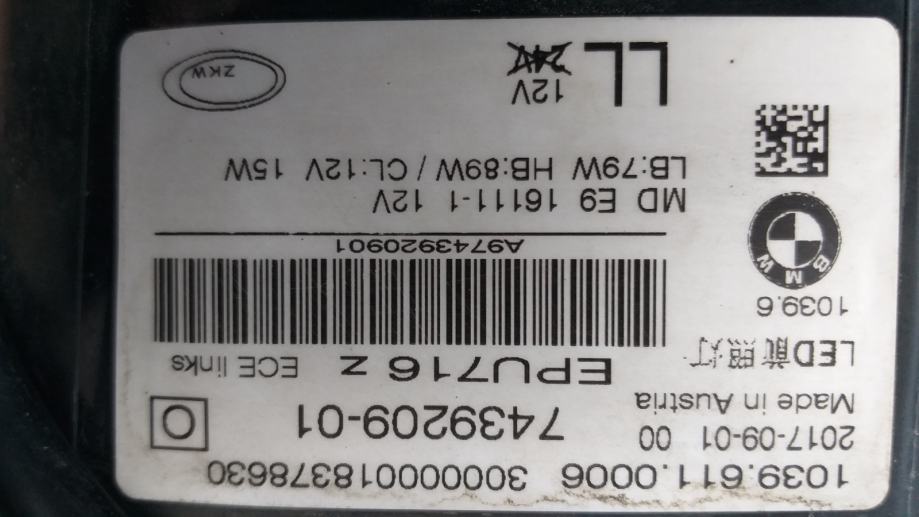 1039.611.0006 300000018378630
2017-09-01 00 7439209-01
Made in Austria
EPU716 z ECE links
LED前照灯
1039.6
BMW
A9743920901
MD E9 16111-1 12V
LB:79W HB:89W / CL:12V 15W
LL 12V 24V
ZKW